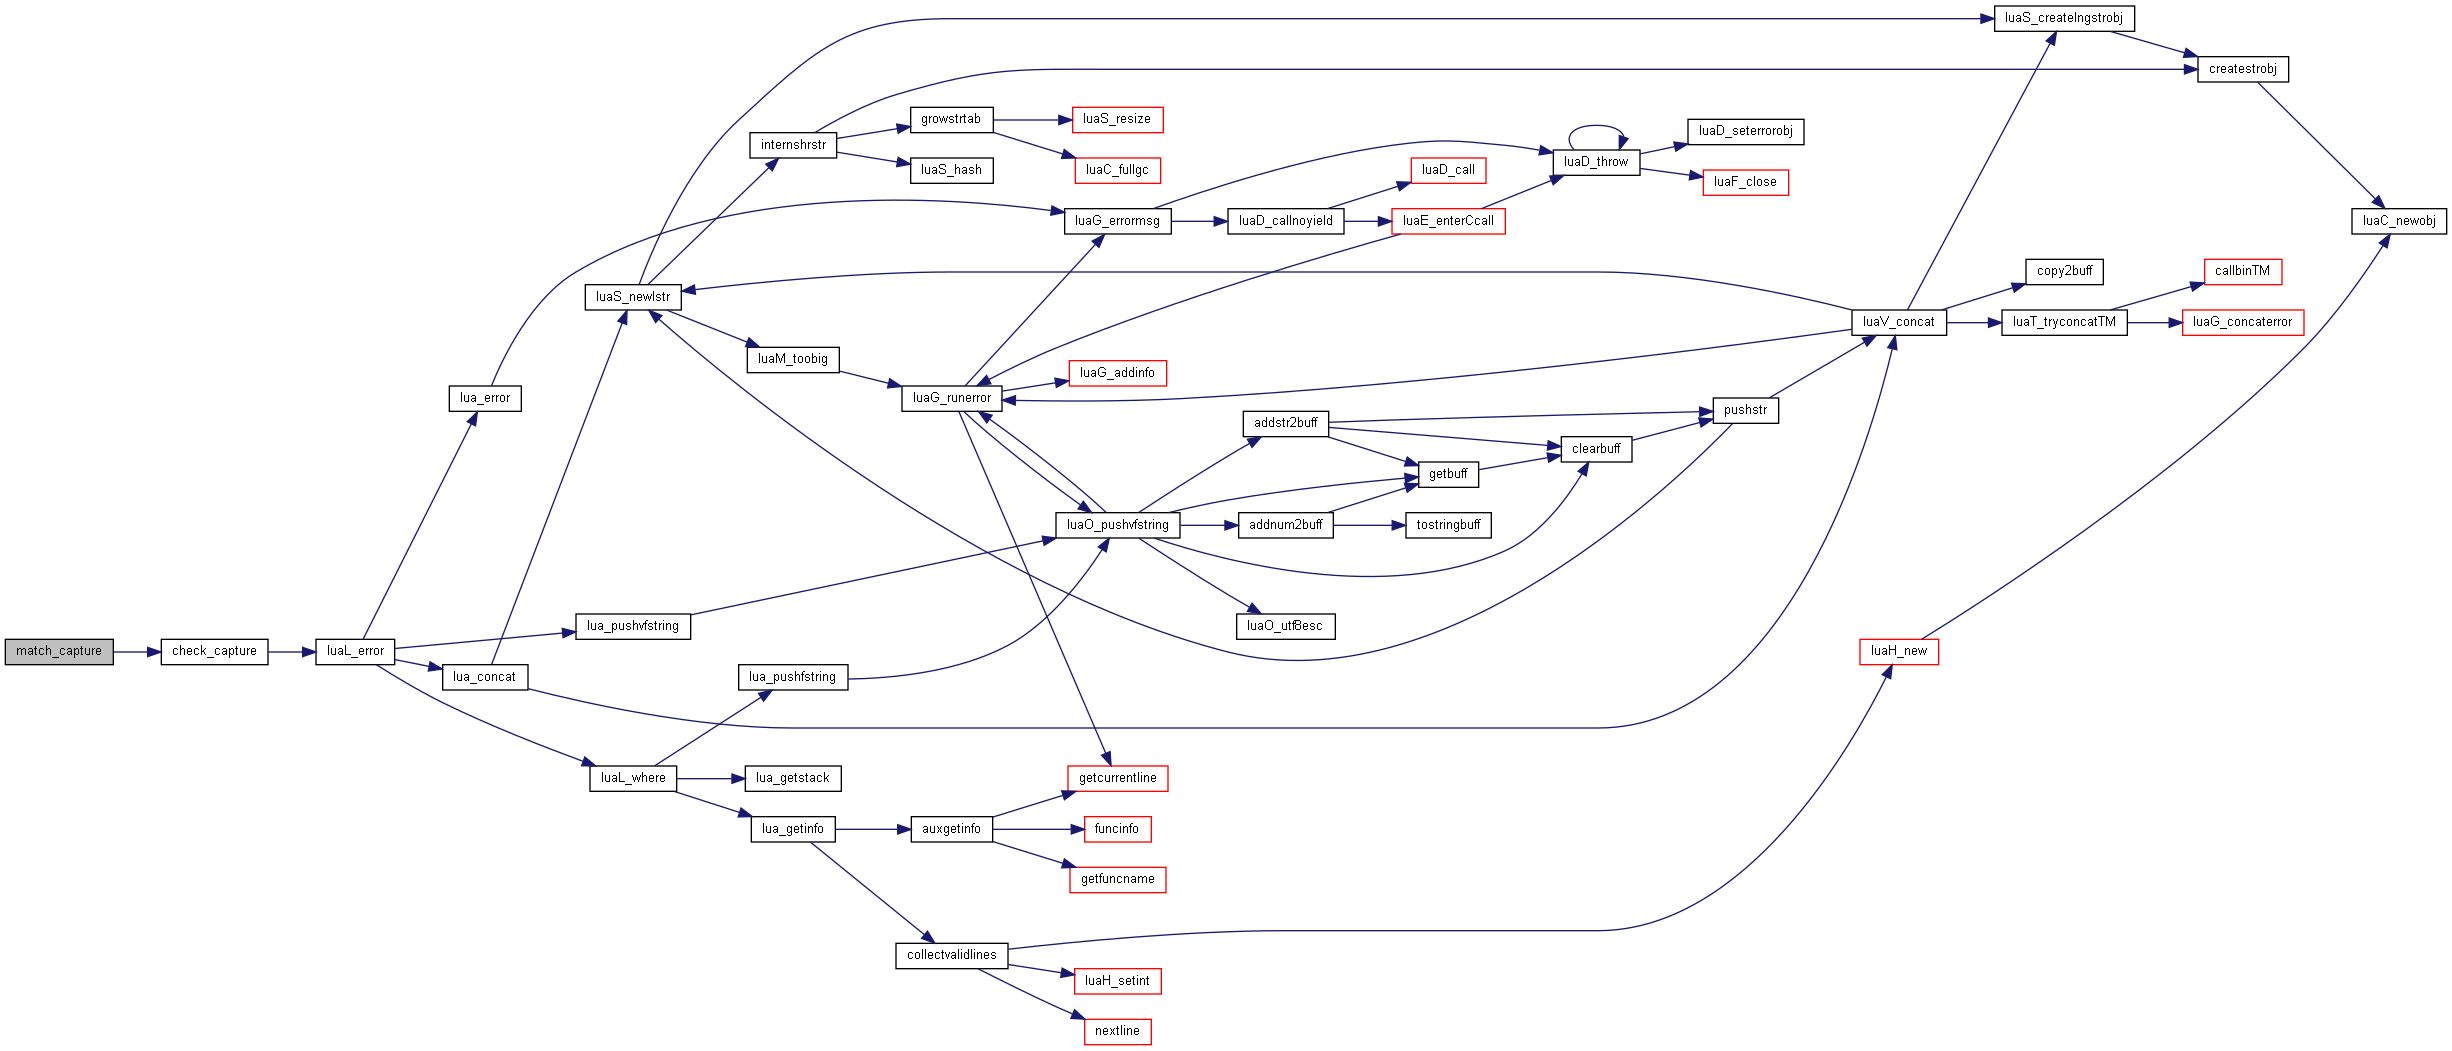 luaS_createlngstrobj
createstrobj
growstrtab
luaS_resize
internshrstr
luaD_seterrorobj
luaD_throw
luaS_hash
luaC_fullgc
luaD_call
luaF_close
luaG_errormsg
luaD_callnoyield
luaE_enterCcall
luaC_newobj
copy2buff
callbinTM
luaS_newlstr
luaV_concat
luaT_tryconcatTM
luaG_concaterror
luaM_toobig
luaG_addinfo
lua_error
luaG_runerror
addstr2buff
pushstr
clearbuff
getbuff
luaO_pushvfstring
addnum2buff
tostringbuff
lua_pushvfstring
luaO_utf8esc
match_capture
check_capture
luaL_error
luaH_new
lua_concat
lua_pushfstring
luaL_where
lua_getstack
getcurrentline
lua_getinfo
auxgetinfo
funcinfo
getfuncname
collectvalidlines
luaH_setint
nextline